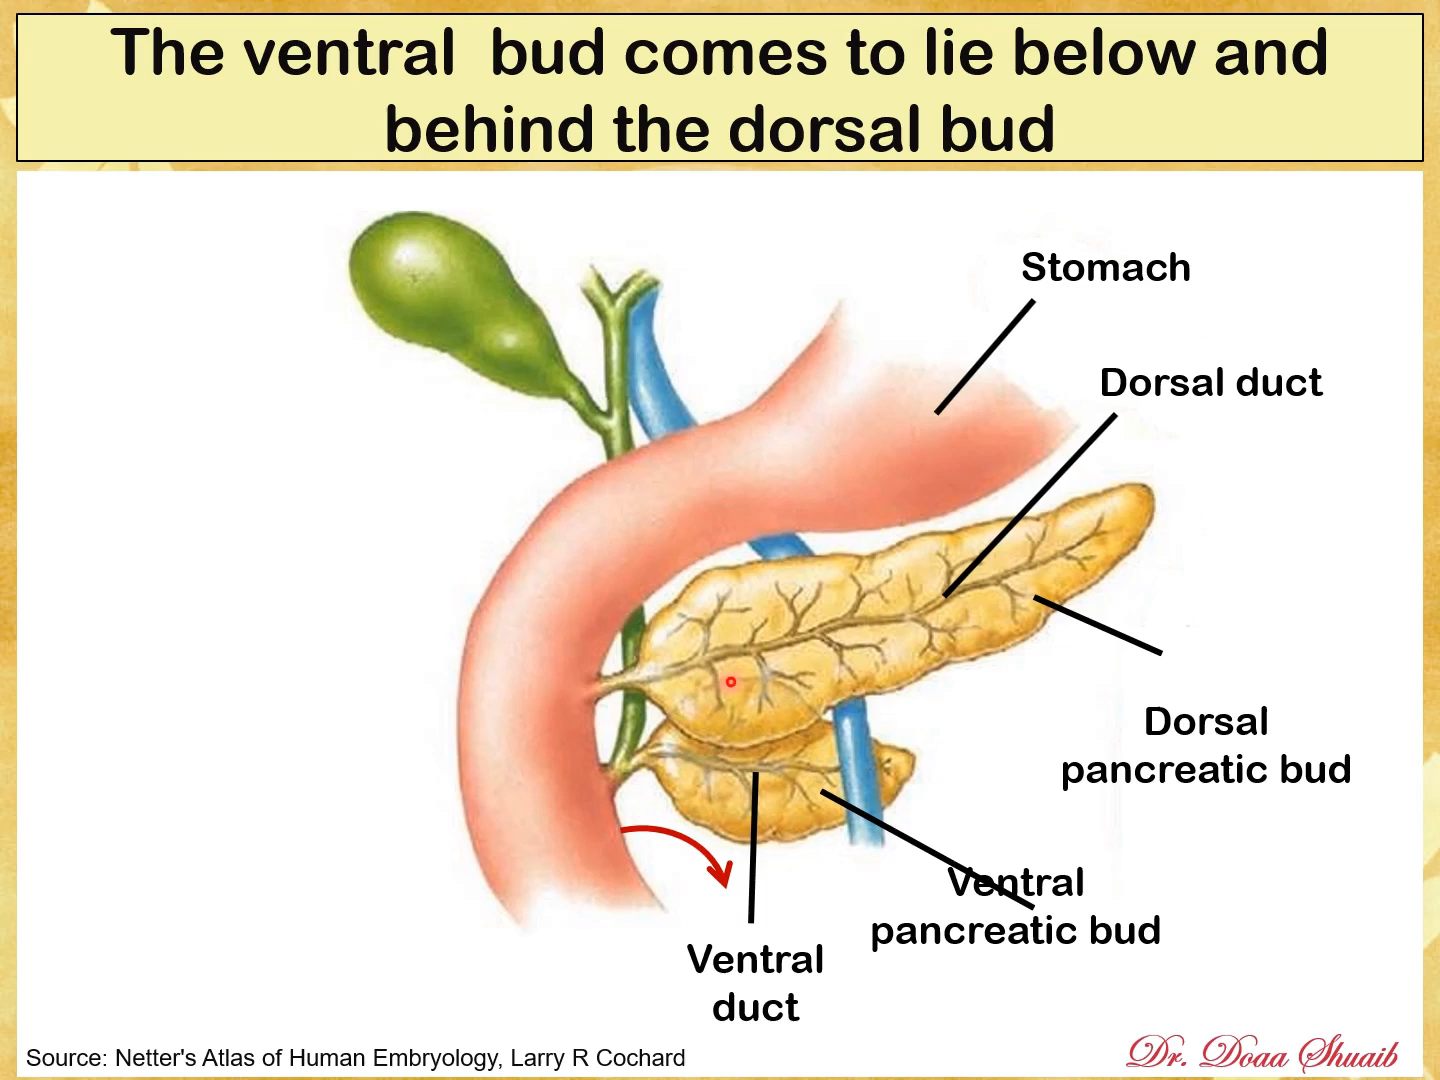 The ventral  bud comes to lie below and
behind the dorsal bud
Stomach
Dorsal duct
Dorsal
pancreatic bud
Ventral
pancreatic bud
Ventral
duct
Source: Netter's Atlas of Human Embryology, Larry R Cochard
Dr. Doaa Shuaib